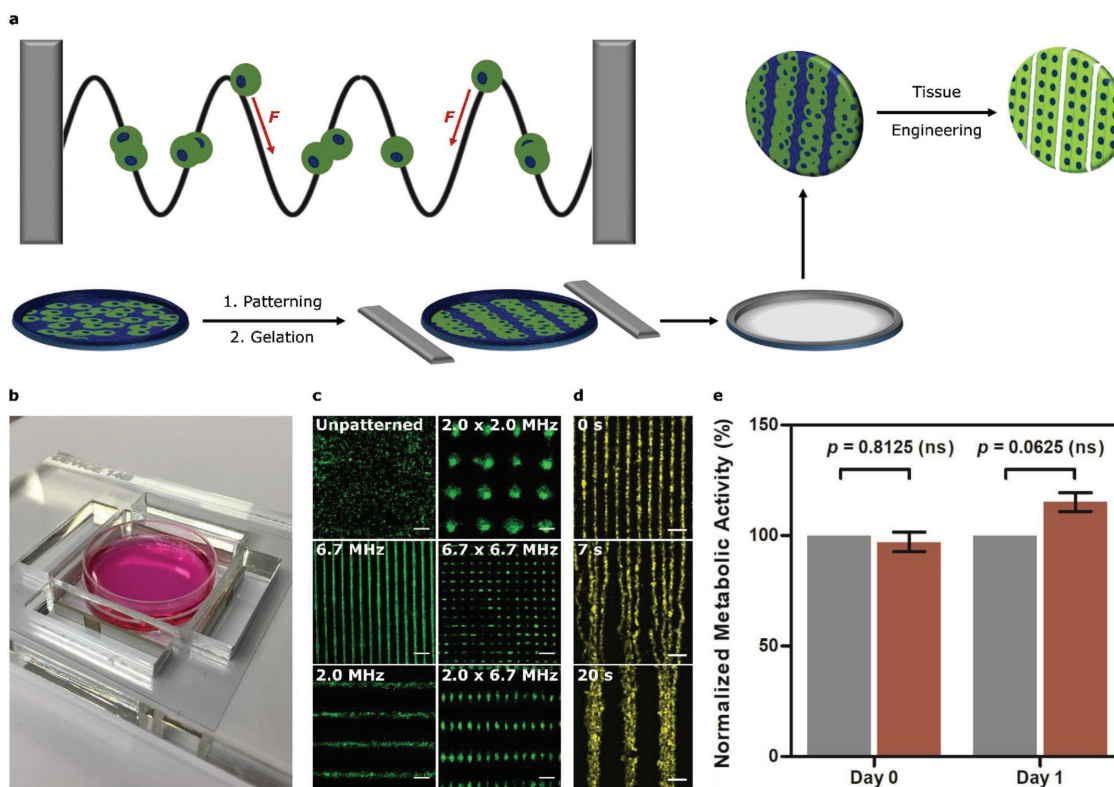 a
F
F
Tissue
Engineering
1. Patterning
2. Gelation
b
c
Unpatterned
2.0 x 2.0 MHz
6.7 MHz
6.7 x 6.7 MHz
2.0 MHz
2.0 x 6.7 MHz
d
0 s
7 s
20 s
e
Normalized Metabolic Activity (%)
150
100
50
0
p = 0.8125 (ns)
p = 0.0625 (ns)
Day 0
Day 1